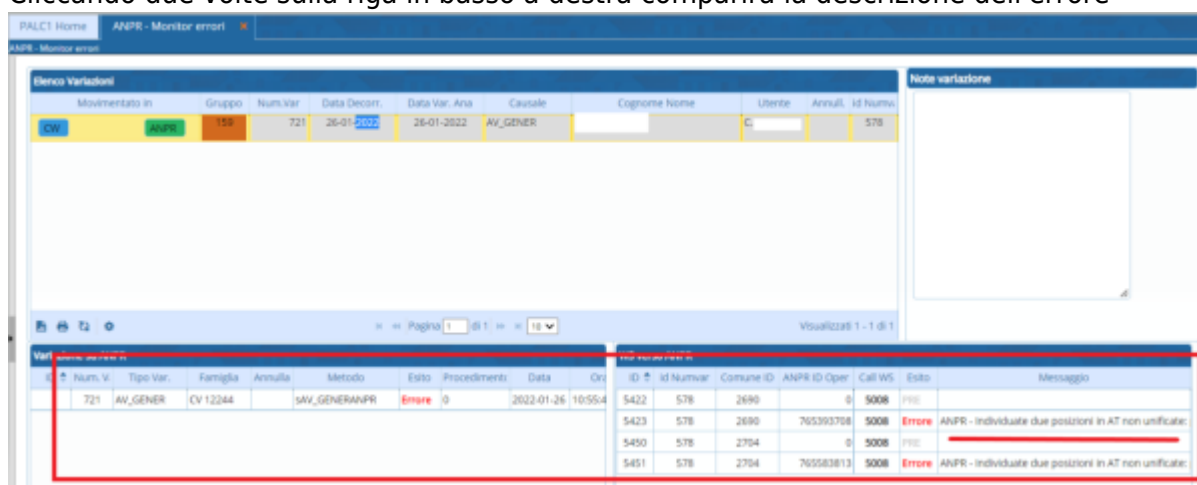 Cliccando due volte sulla riga in basso a destra comparirà la descrizione dell'errore
PALC1 Home ANPR - Monitor errori
ANPR - Monitor errori
Elenco Variazioni
Note variazione
Movimentato in Gruppo Num.Var Data Decorr. Data Var. Ana Causale Cognome Nome Utente Annull. id Numv
CW ANPR 159 721 26-01-2022 26-01-2022 AV_GENER C. 578
Pagina 1 di 1 10 Visualizzati 1 - 1 di 1
Num. V. Tipo Var. Famiglia Annulla Metodo Esito Procedimento Data Ora
721 AV_GENER CV 12244 sAV_GENERANPR Errore 0 2022-01-26 10:55:4
ID id Numvar Comune ID ANPR ID Oper Call WS Esito Messaggio
5422 578 2690 0 5008 PRE
5423 578 2690 765393708 5008 Errore ANPR - Individuate due posizioni in AT non unificate:
5450 578 2704 0 5008 PRE
5451 578 2704 765583813 5008 Errore ANPR - Individuate due posizioni in AT non unificate: